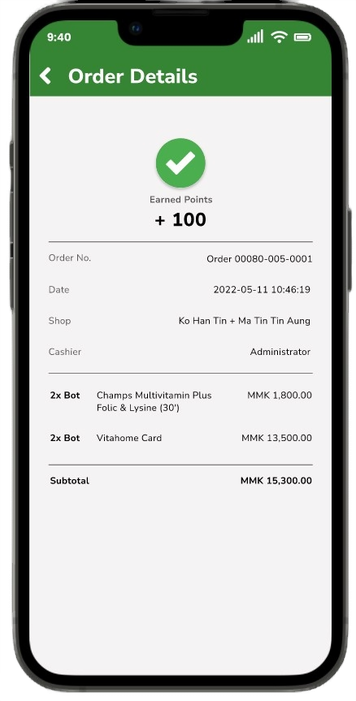 9:40
Order Details
Earned Points
+ 100
Order No. Order 00080-005-0001
Date 2022-05-11 10:46:19
Shop Ko Han Tin + Ma Tin Tin Aung
Cashier Administrator
2x Bot Champs Multivitamin Plus MMK 1,800.00
Folic & Lysine (30')
2x Bot Vitahome Card MMK 13,500.00
Subtotal MMK 15,300.00